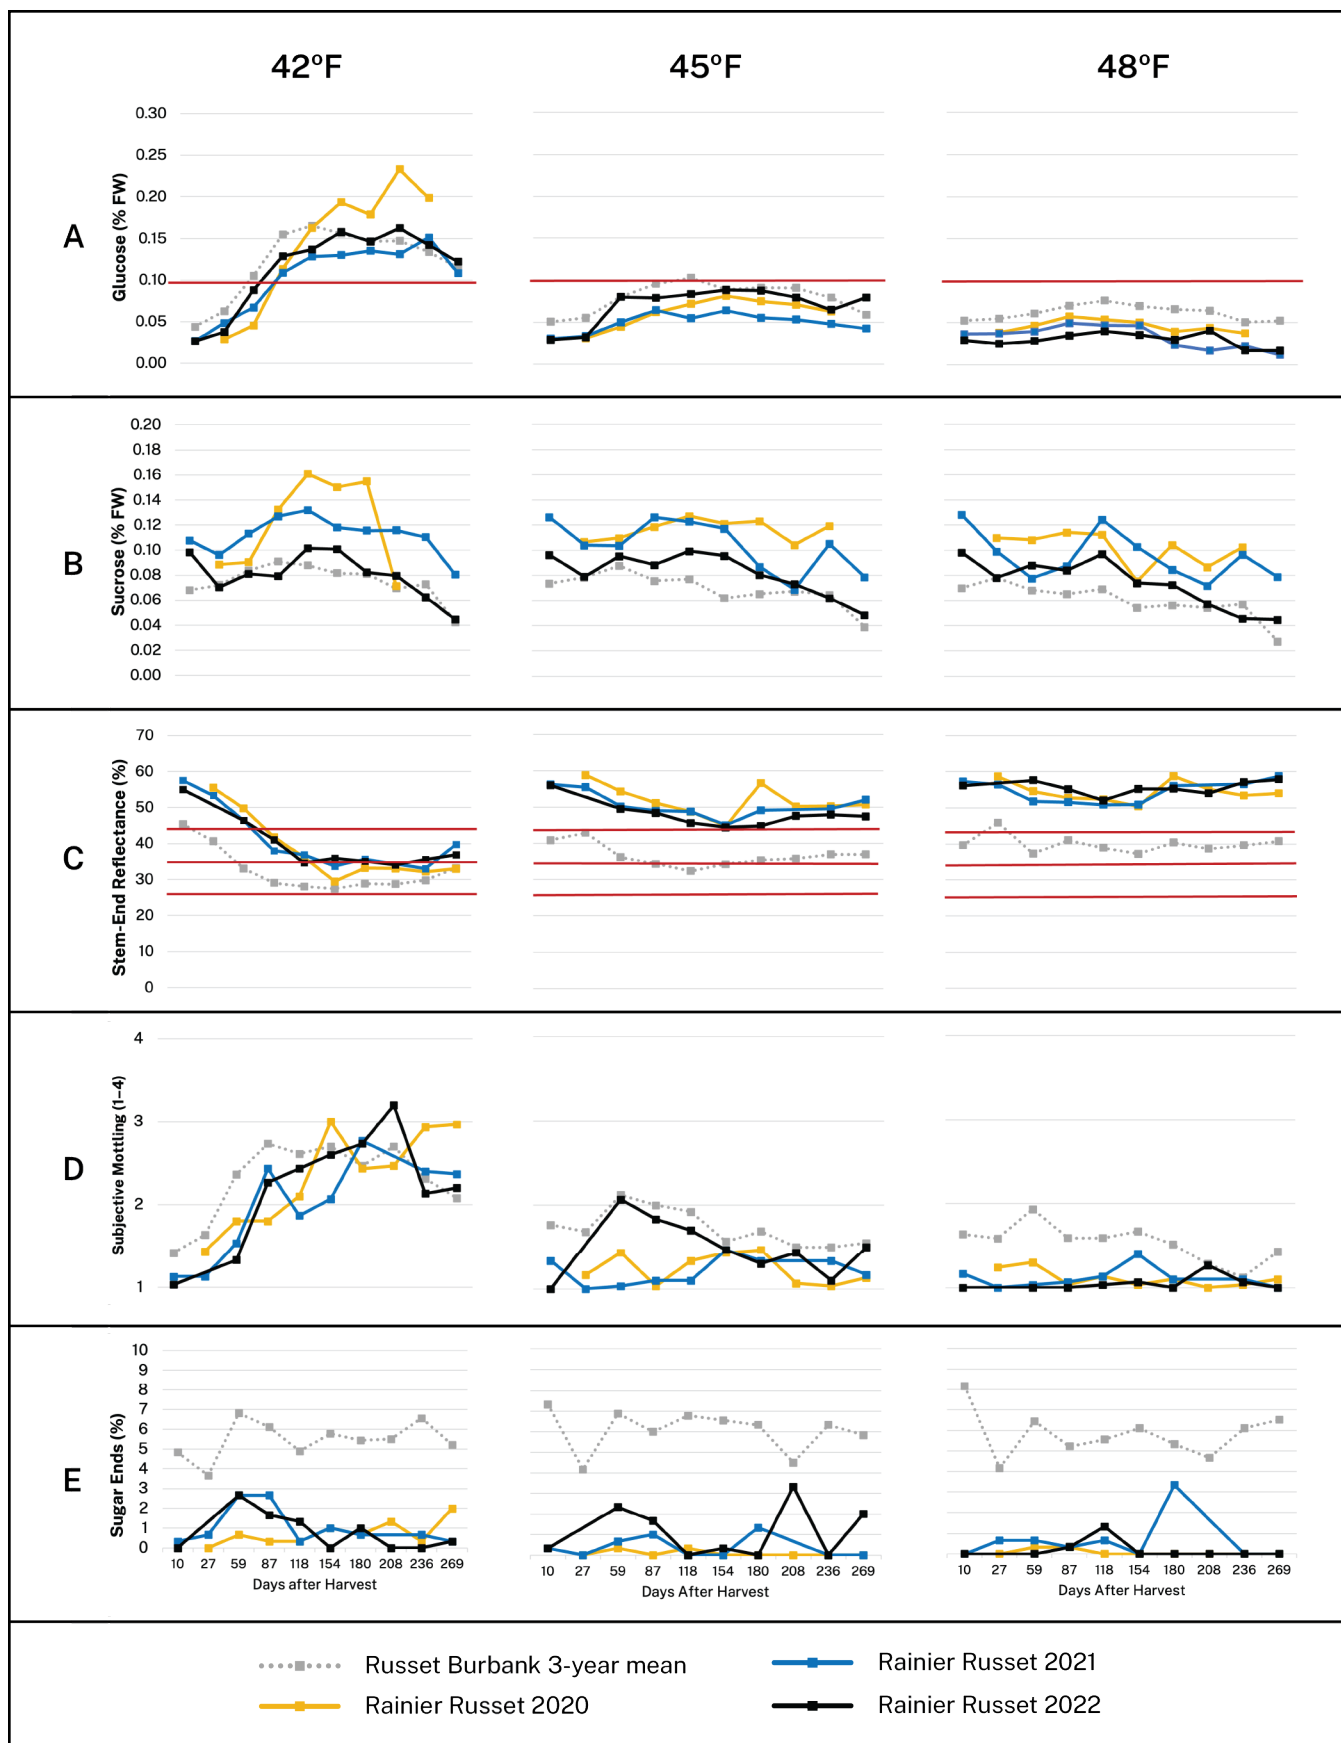 42°F 45°F 48°F
A
Glucose (% FW)
0.30
0.25
0.20
0.15
0.10
0.05
0.00
B
Sucrose (% FW)
0.20
0.18
0.16
0.14
0.12
0.10
0.08
0.06
0.04
0.02
0.00
C
Stem-End Reflectance (%)
70
60
50
40
30
20
10
0
D
Subjective Mottling (1–4)
4
3
2
1
E
Sugar Ends (%)
10
9
8
7
6
5
4
3
2
1
0
10 27 59 87 118 154 180 208 236 269
Days after Harvest
10 27 59 87 118 154 180 208 236 269
Days After Harvest
10 27 59 87 118 154 180 208 236 269
Days After Harvest
Russet Burbank 3-year mean
Rainier Russet 2021
Rainier Russet 2020
Rainier Russet 2022